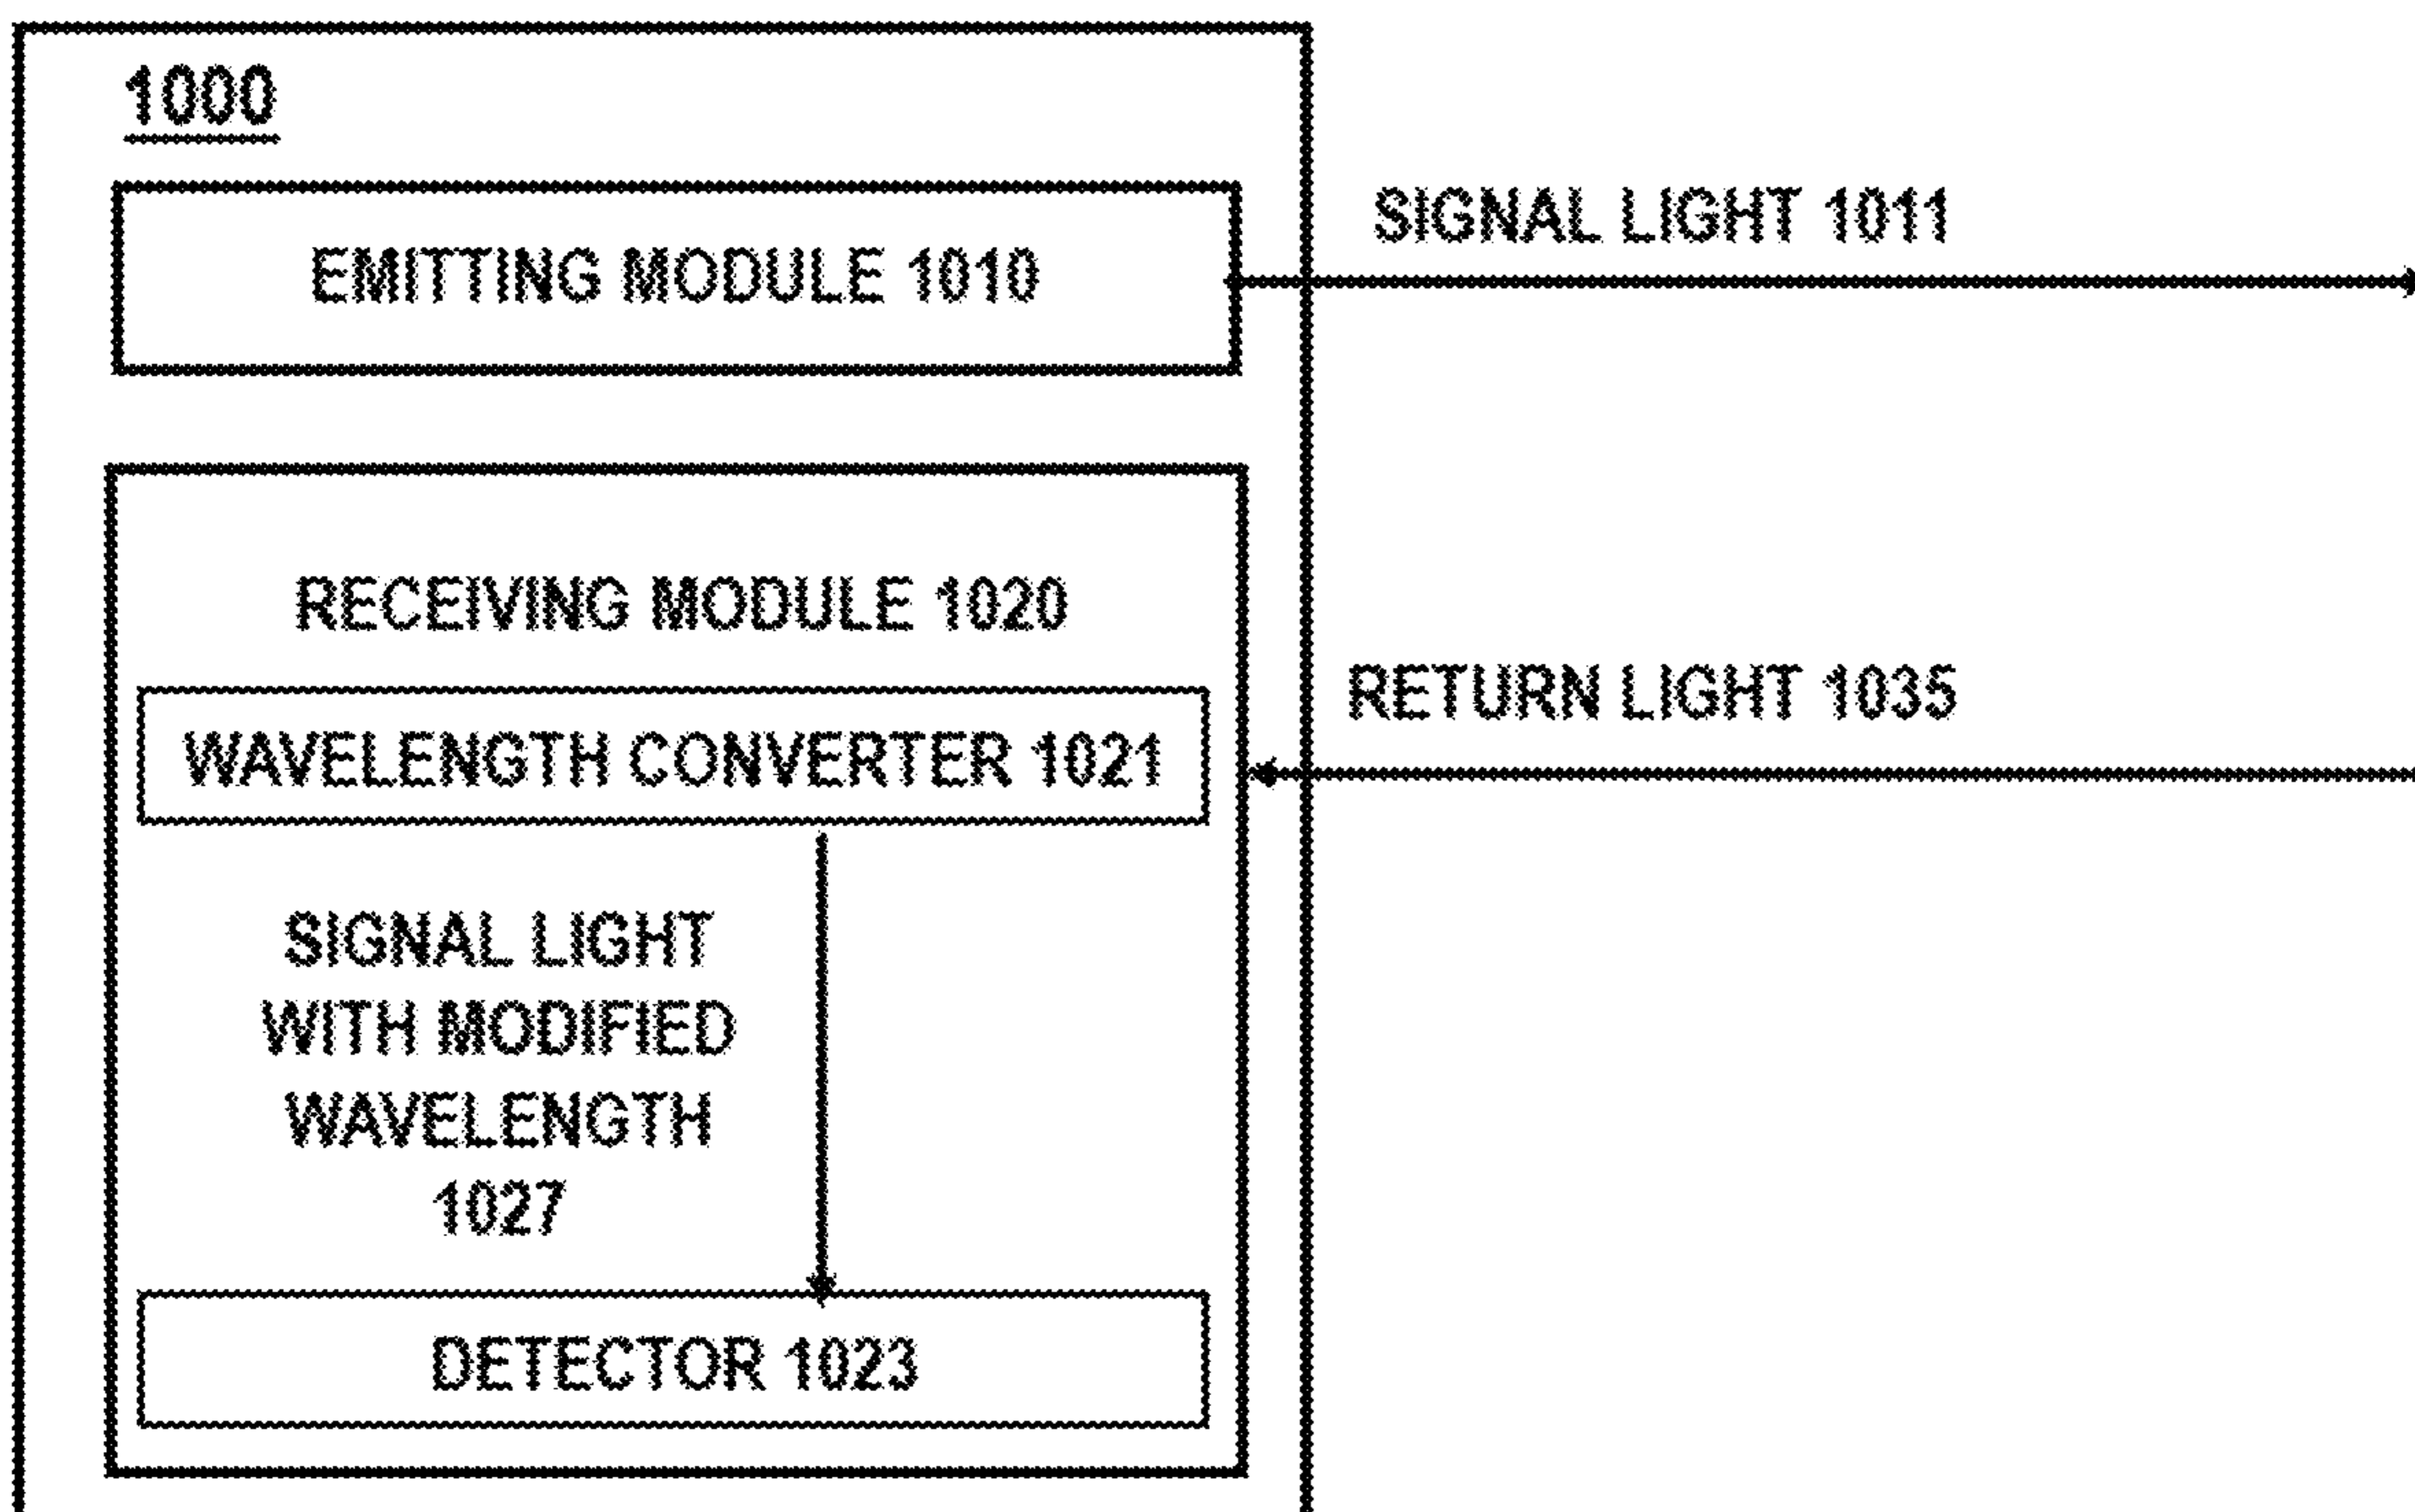 1000
EMITTING MODULE 1010
SIGNAL LIGHT 1011
RECEIVING MODULE 1020
RETURN LIGHT 1035
WAVELENGTH CONVERTER 1021
SIGNAL LIGHT
WITH MODIFIED
WAVELENGTH
1027
DETECTOR 1023